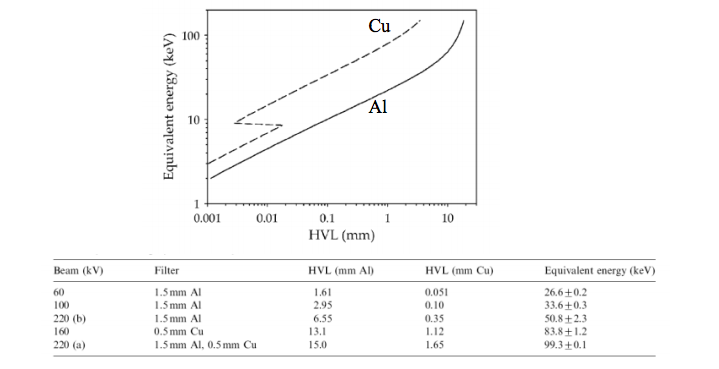 Cu
Al
Equivalent energy (keV)
100
10
1
0.001 0.01 0.1 1 10
HVL (mm)
Beam (kV) Filter HVL (mm Al) HVL (mm Cu) Equivalent energy (keV)
60 1.5 mm Al 1.61 0.051 26.6±0.2
100 1.5 mm Al 2.95 0.10 33.6±0.3
220 (b) 1.5 mm Al 6.55 0.35 50.8±2.3
160 0.5 mm Cu 13.1 1.12 83.8±1.2
220 (a) 1.5 mm Al, 0.5 mm Cu 15.0 1.65 99.3±0.1